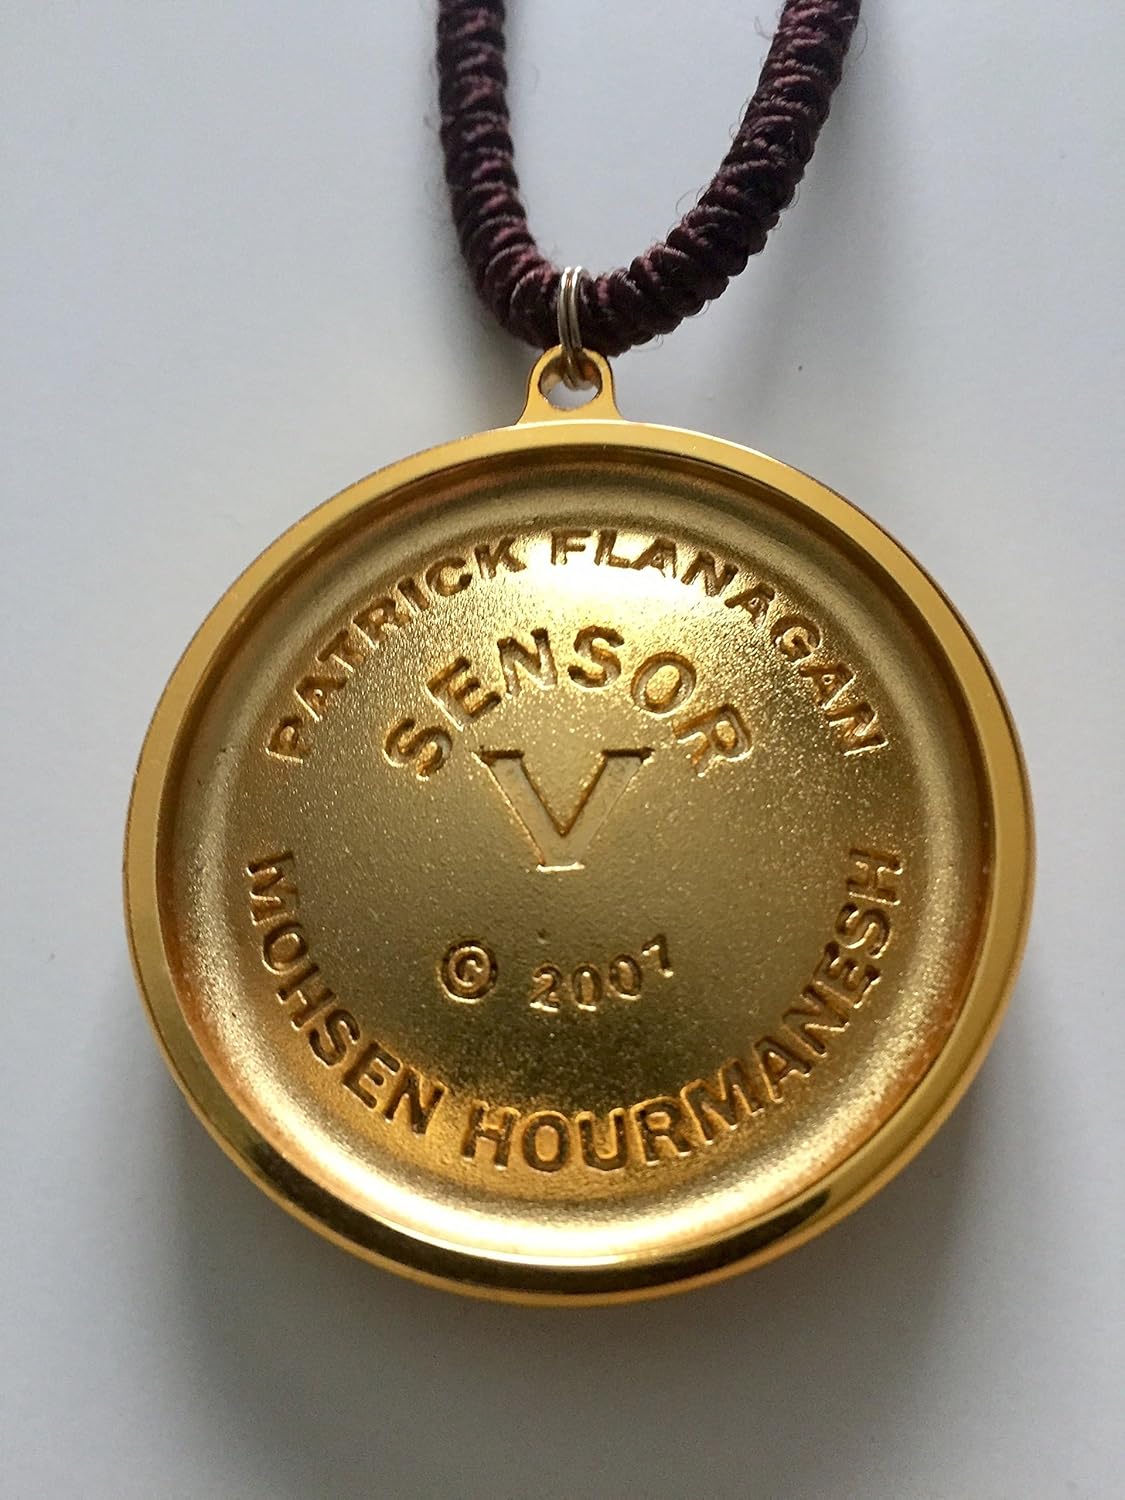 PATRICK FLANAGAN
SENSOR
V
© 2007
MOHSEN HOURMANESH